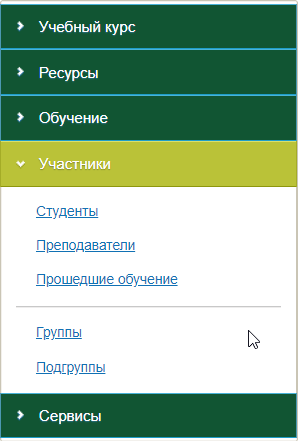 Учебный курс
Ресурсы
Обучение
Участники
Студенты
Преподаватели
Прошедшие обучение
Группы
Подгруппы
Сервисы